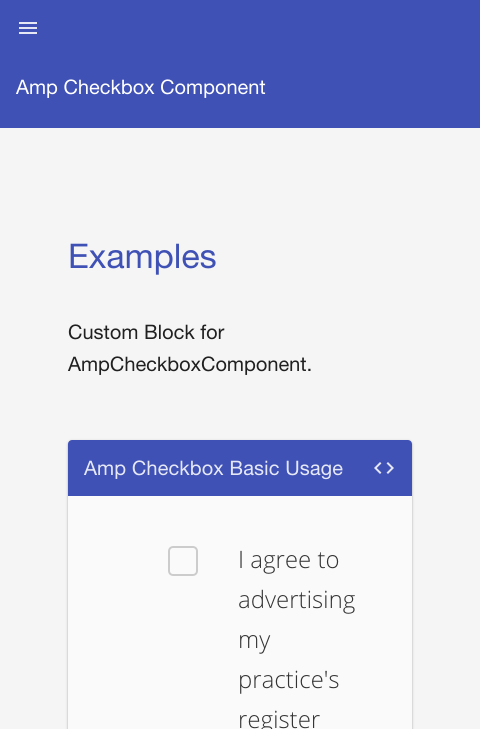 Amp Checkbox Component
Examples
Custom Block for
AmpCheckboxComponent.
Amp Checkbox Basic Usage
I agree to
advertising
my
practice's
register